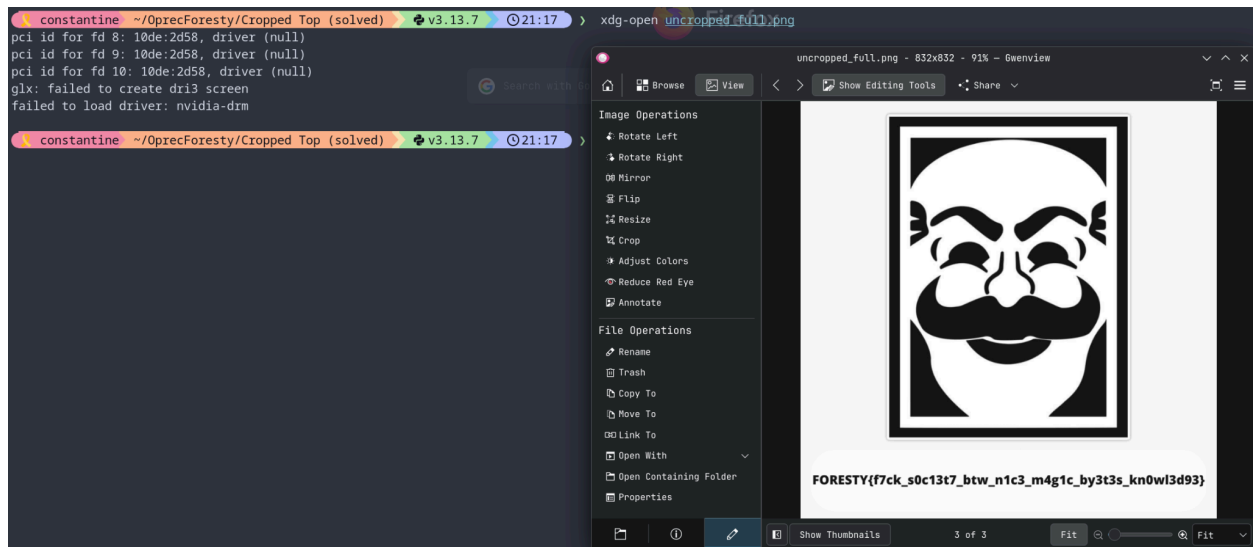 constantine ~/OprecForesty/Cropped Top (solved) v3.13.7 21:17 ❯ xdg-open uncropped_full.png
Firefox
pci id for fd 8: 10de:2d58, driver (null)
pci id for fd 9: 10de:2d58, driver (null)
pci id for fd 10: 10de:2d58, driver (null)
glx: failed to create dri3 screen
failed to load driver: nvidia-drm
Search with
constantine ~/OprecForesty/Cropped Top (solved) v3.13.7 21:17 ❯
uncropped_full.png - 832x832 - 91% — Gwenview
Browse View Show Editing Tools Share
Image Operations
Rotate Left
Rotate Right
Mirror
Flip
Resize
Crop
Adjust Colors
Reduce Red Eye
Annotate
File Operations
Rename
Trash
Copy To
Move To
Link To
Open With
Open Containing Folder
Properties
FORESTY{f7ck_s0c13t7_btw_n1c3_m4g1c_by3t3s_kn0wl3d93}
Show Thumbnails 3 of 3 Fit Fit